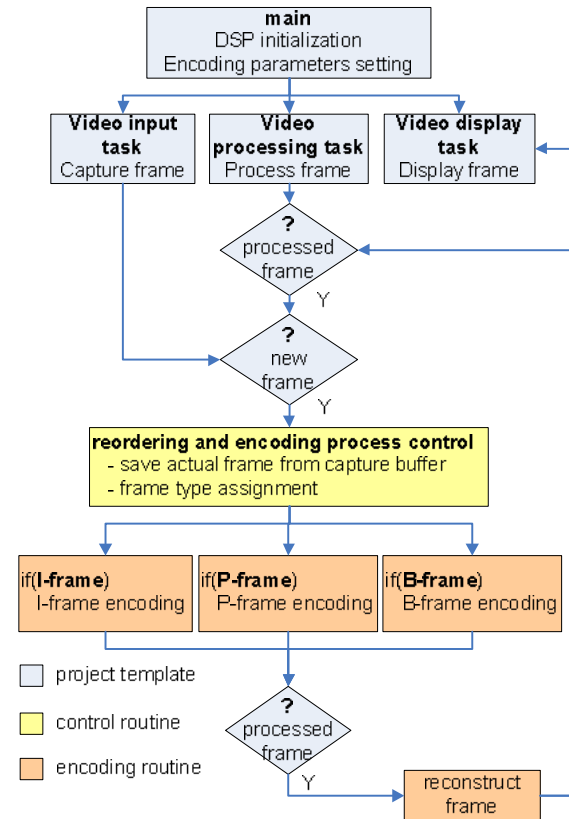 main
DSP initialization
Encoding parameters setting
Video input
task
Capture frame
Video
processing task
Process frame
Video display
task
Display frame
?
processed
frame
Y
?
new
frame
Y
reordering and encoding process control
- save actual frame from capture buffer
- frame type assignment
if(I-frame)
I-frame encoding
if(P-frame)
P-frame encoding
if(B-frame)
B-frame encoding
project template
control routine
encoding routine
?
processed
frame
Y
reconstruct
frame